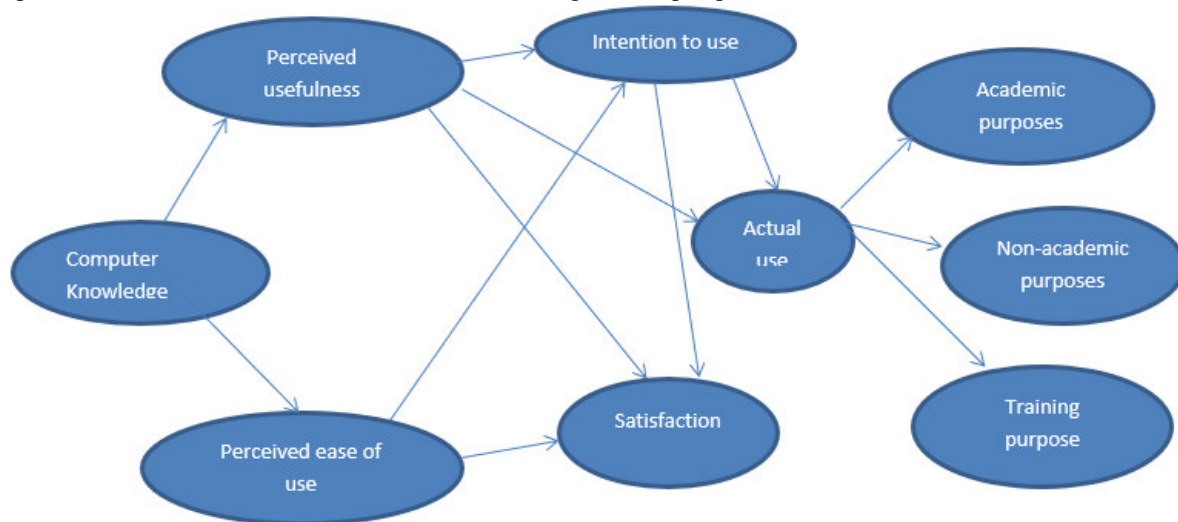 Perceived
usefulness
Intention to use
Academic
purposes
Computer
Knowledge
Actual
use
Non-academic
purposes
Perceived ease of
use
Satisfaction
Training
purpose